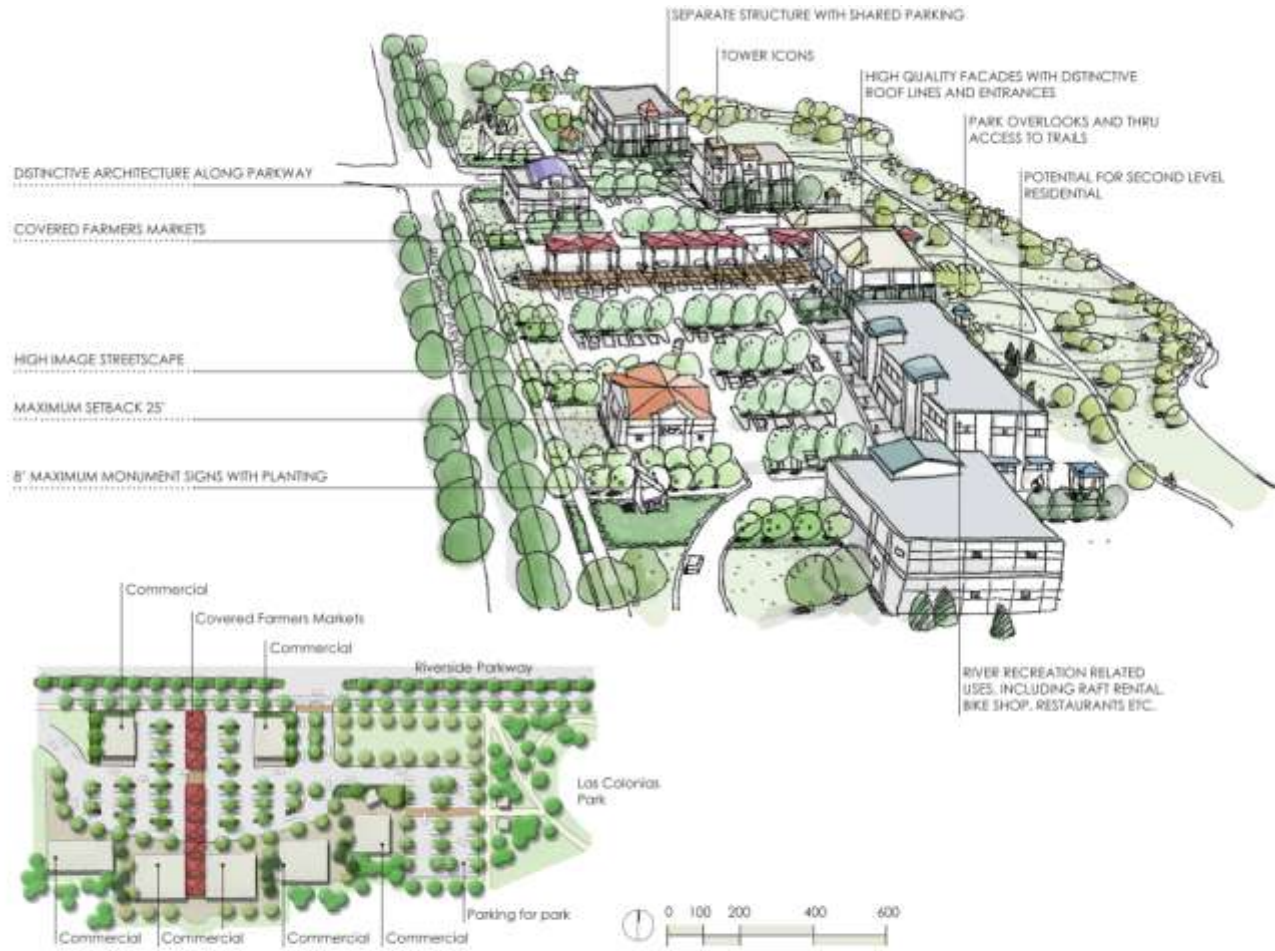 SEPARATE STRUCTURE WITH SHARED PARKING
TOWER ICONS
HIGH QUALITY FACADES WITH DISTINCTIVE
ROOF LINES AND ENTRANCES
PARK OVERLOOKS AND THRU
ACCESS TO TRAILS
POTENTIAL FOR SECOND LEVEL
RESIDENTIAL
DISTINCTIVE ARCHITECTURE ALONG PARKWAY
COVERED FARMERS MARKETS
HIGH IMAGE STREETSCAPE
MAXIMUM SETBACK 25'
8' MAXIMUM MONUMENT SIGNS WITH PLANTING
RIVER RECREATION RELATED
USES, INCLUDING RAFT RENTAL,
BIKE SHOP, RESTAURANTS ETC.
Commercial
Covered Farmers Markets
Commercial
Riverside Parkway
Las Colonias
Park
Parking for park
Commercial
Commercial
Commercial
Commercial
0 100 200 400 600